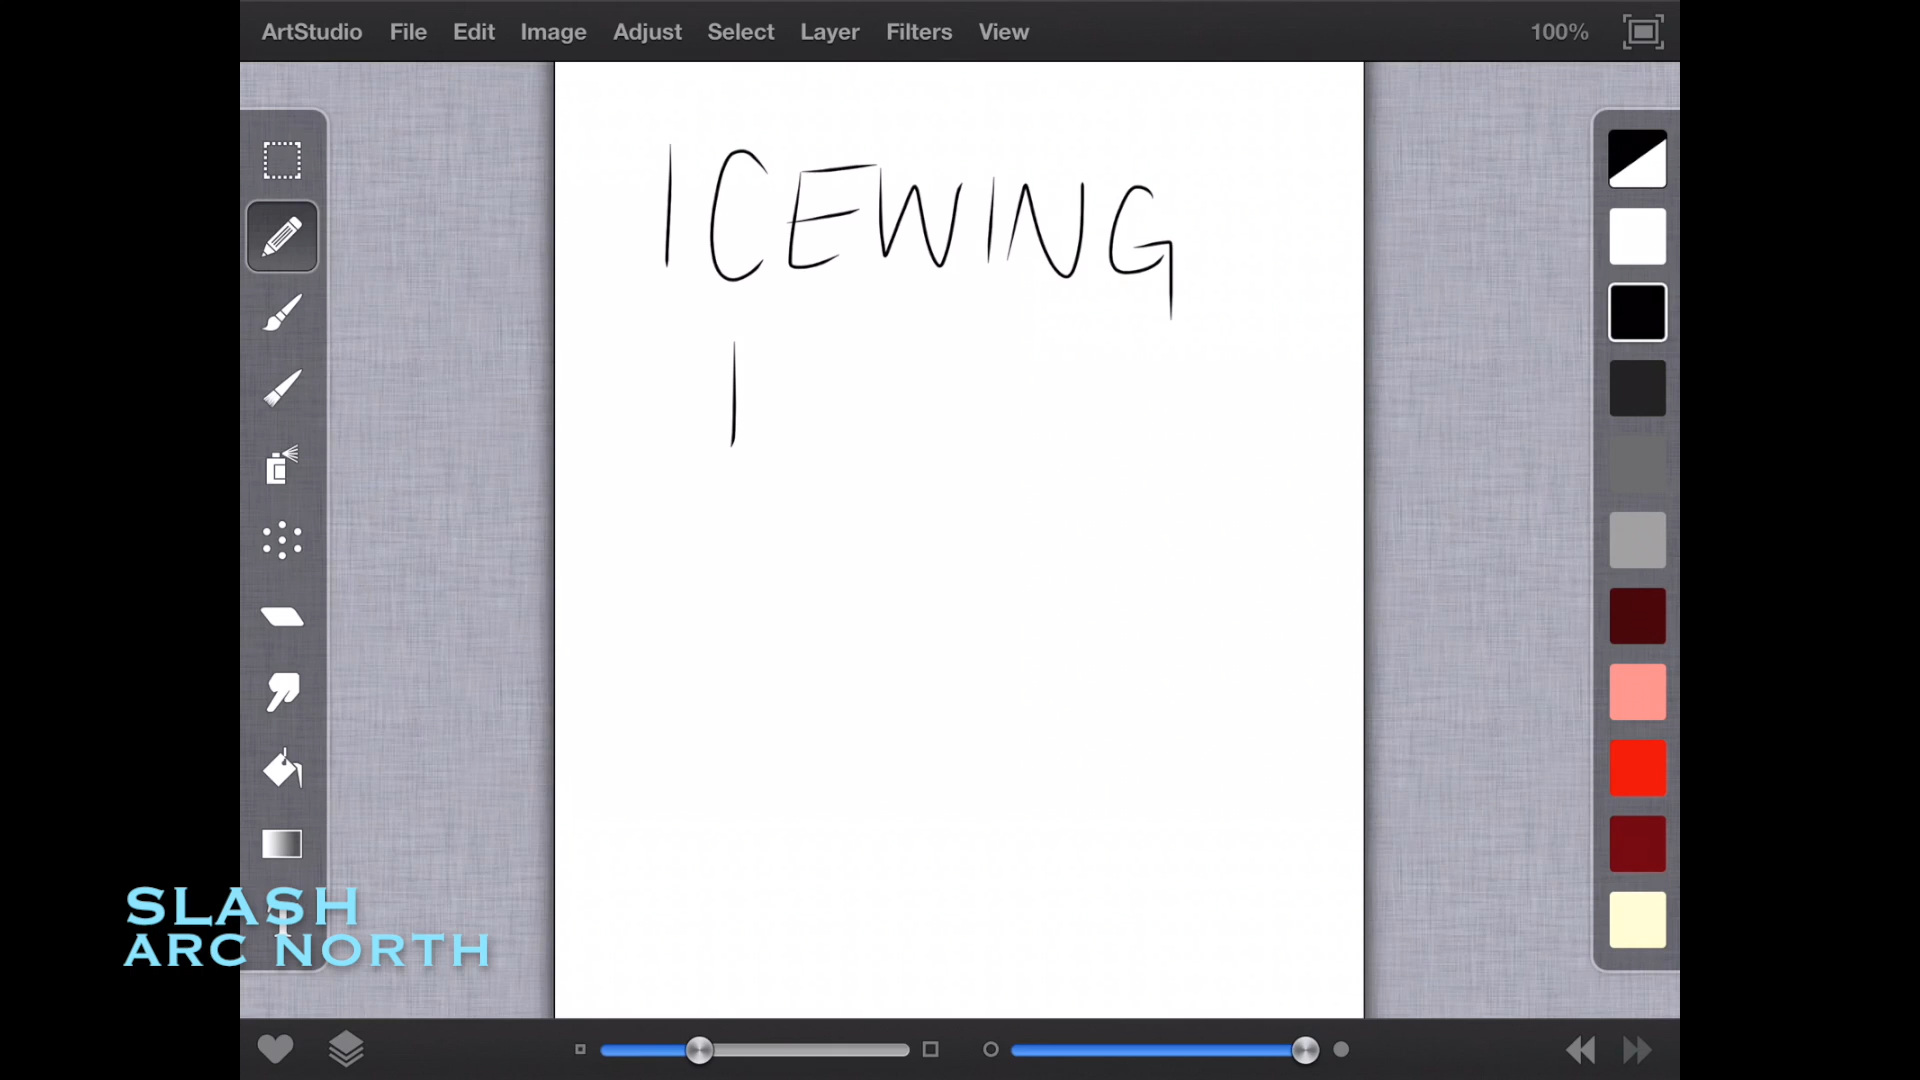 ArtStudio File Edit Image Adjust Select Layer Filters View 100%
ICEWING
I
T
SLASH
ARC NORTH